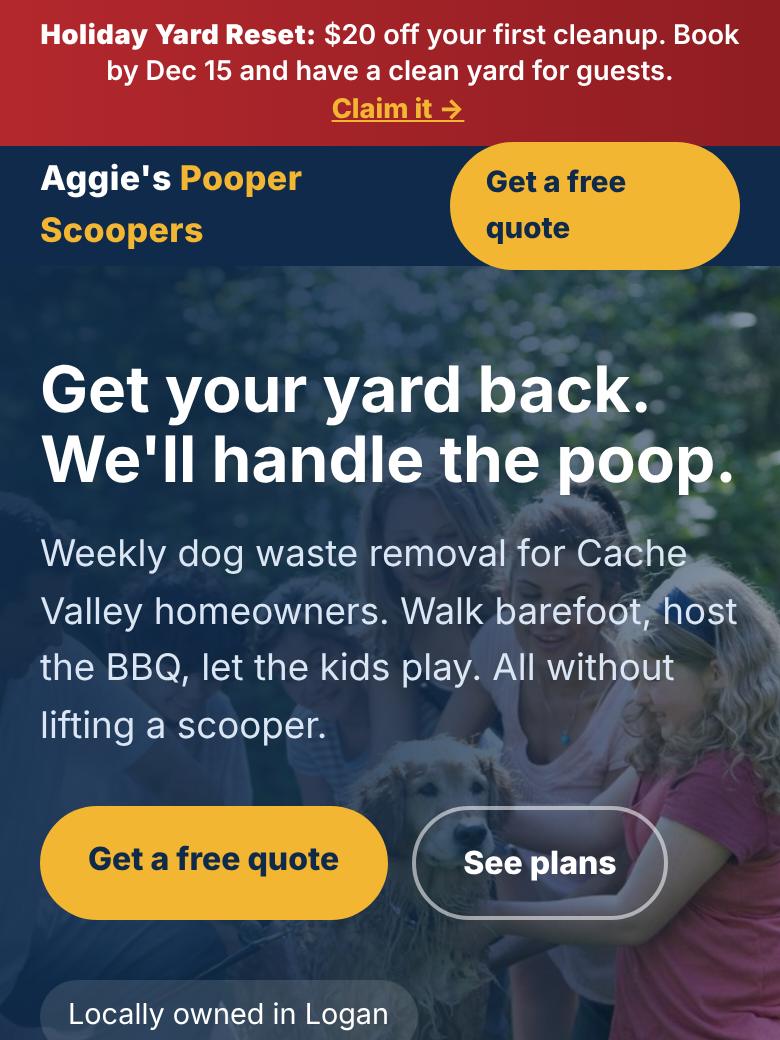 Holiday Yard Reset: $20 off your first cleanup. Book
by Dec 15 and have a clean yard for guests.
Claim it →
Aggie's Pooper
Scoopers
Get a free
quote
Get your yard back.
We'll handle the poop.
Weekly dog waste removal for Cache
Valley homeowners. Walk barefoot, host
the BBQ, let the kids play. All without
lifting a scooper.
Get a free quote
See plans
Locally owned in Logan